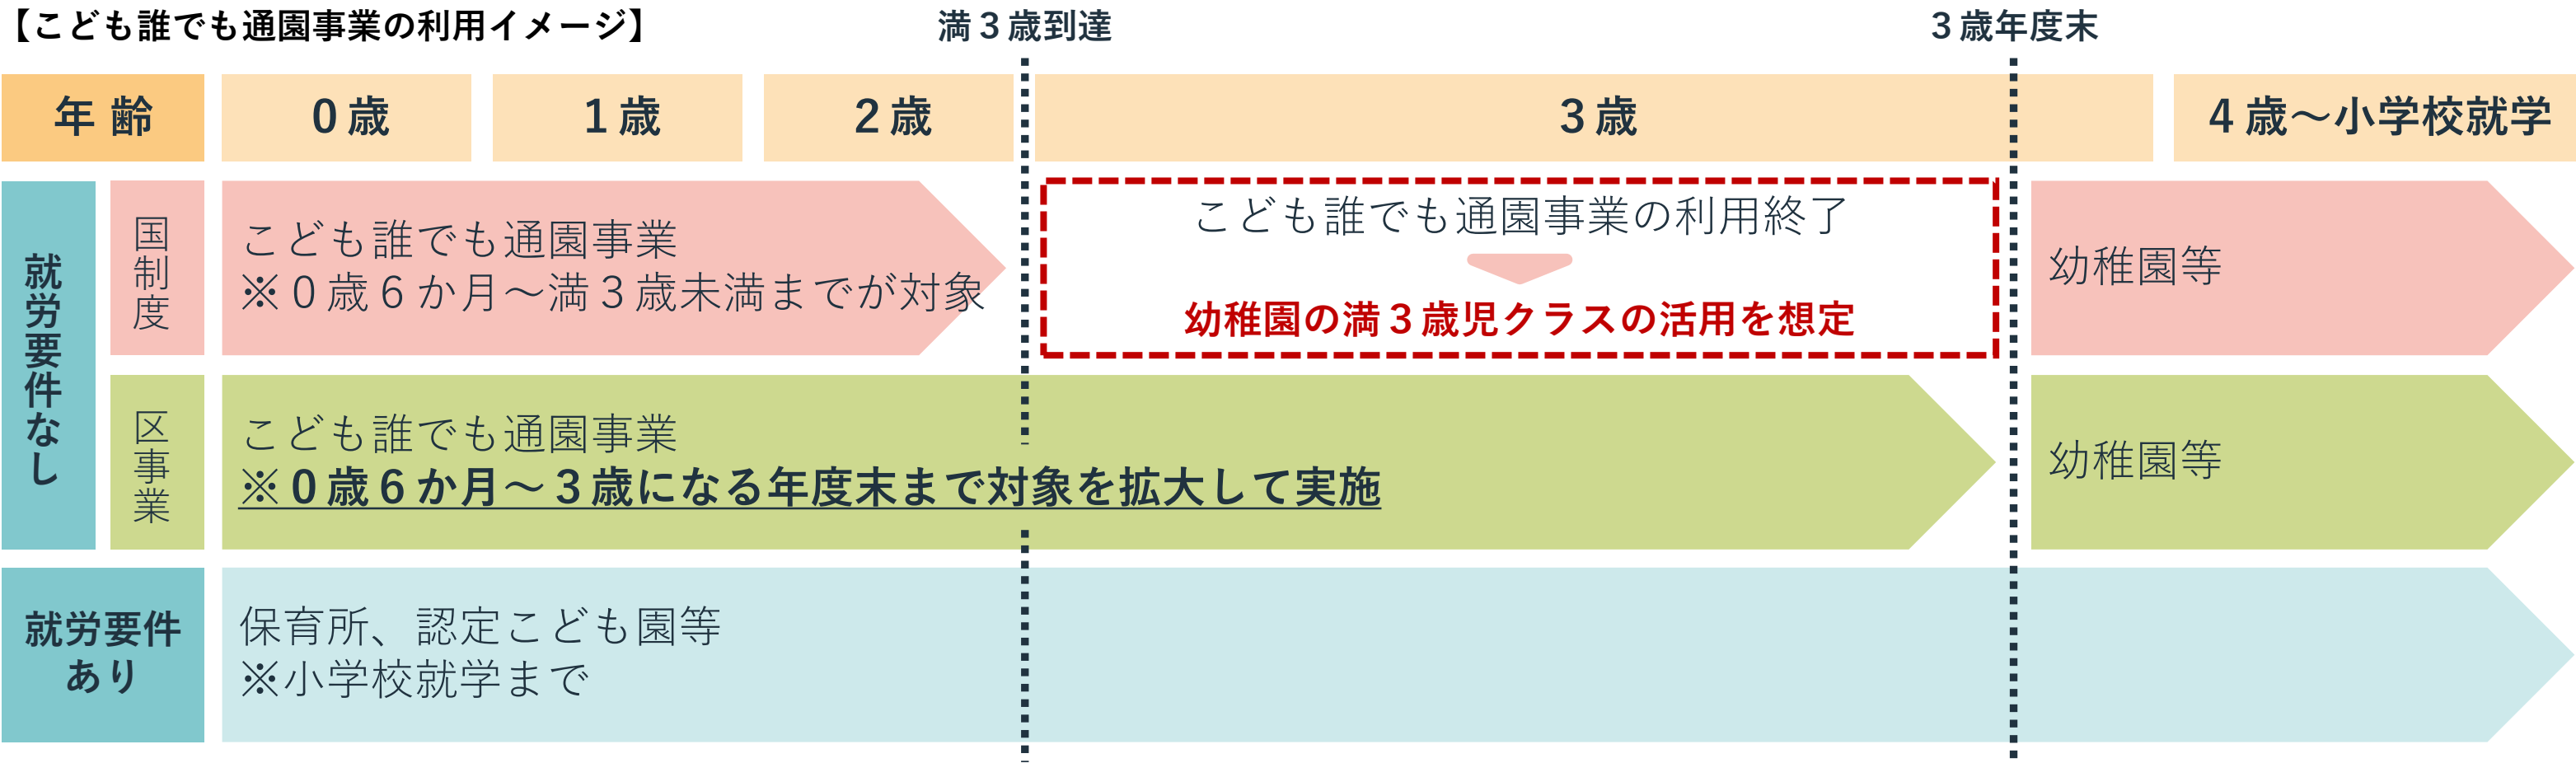 【こども誰でも通園事業の利用イメージ】
満３歳到達
３歳年度末
年 齢
０歳
１歳
２歳
３歳
４歳～小学校就学
就労要件なし
国制度
こども誰でも通園事業
※０歳６か月～満３歳未満までが対象
こども誰でも通園事業の利用終了
幼稚園の満３歳児クラスの活用を想定
幼稚園等
区事業
こども誰でも通園事業
※０歳６か月～３歳になる年度末まで対象を拡大して実施
幼稚園等
就労要件
あり
保育所、認定こども園等
※小学校就学まで